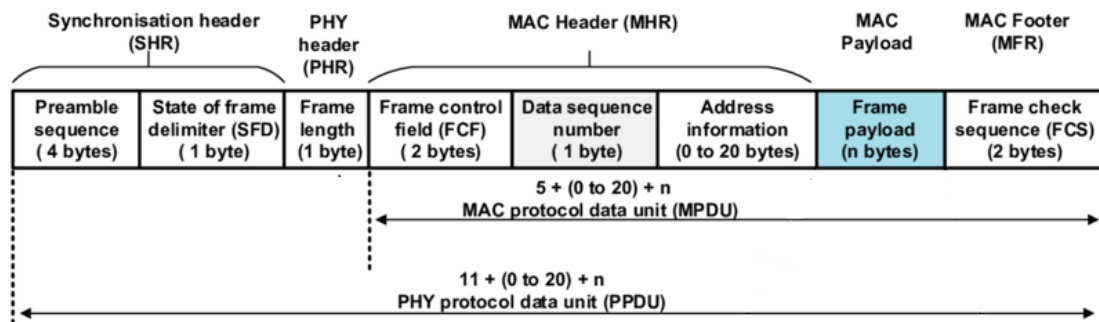 Synchronisation header
(SHR)
PHY
header
(PHR)
MAC Header (MHR)
MAC
Payload
MAC Footer
(MFR)
Preamble
sequence
( 4 bytes)
State of frame
delimiter (SFD)
( 1 byte)
Frame
length
(1 byte)
Frame control
field (FCF)
( 2 bytes)
Data sequence
number
( 1 byte)
Address
information
(0 to 20 bytes)
Frame
payload
(n bytes)
Frame check
sequence (FCS)
(2 bytes)
5 + (0 to 20) + n
MAC protocol data unit (MPDU)
11 + (0 to 20) + n
PHY protocol data unit (PPDU)